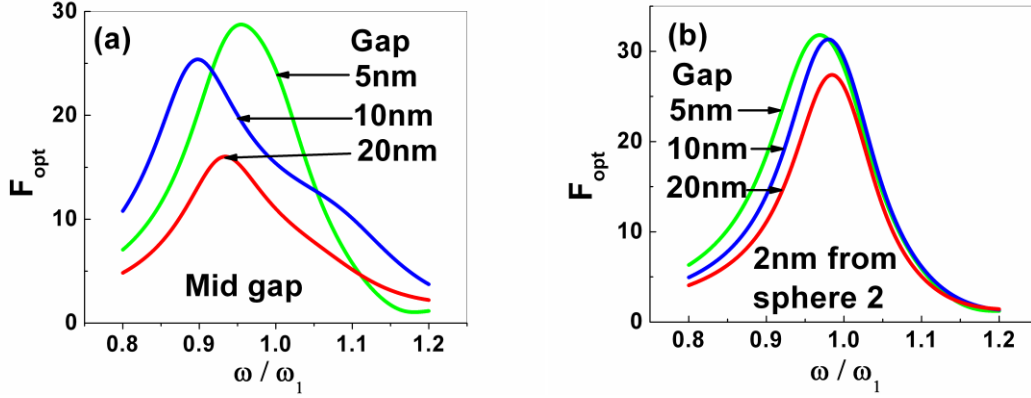 (a)
Gap
5nm
10nm
20nm
Mid gap
F_opt
30
20
10
0
0.8 0.9 1.0 1.1 1.2
ω / ω_1
(b)
Gap
5nm
10nm
20nm
2nm from
sphere 2
F_opt
30
20
10
0
0.8 0.9 1.0 1.1 1.2
ω / ω_1